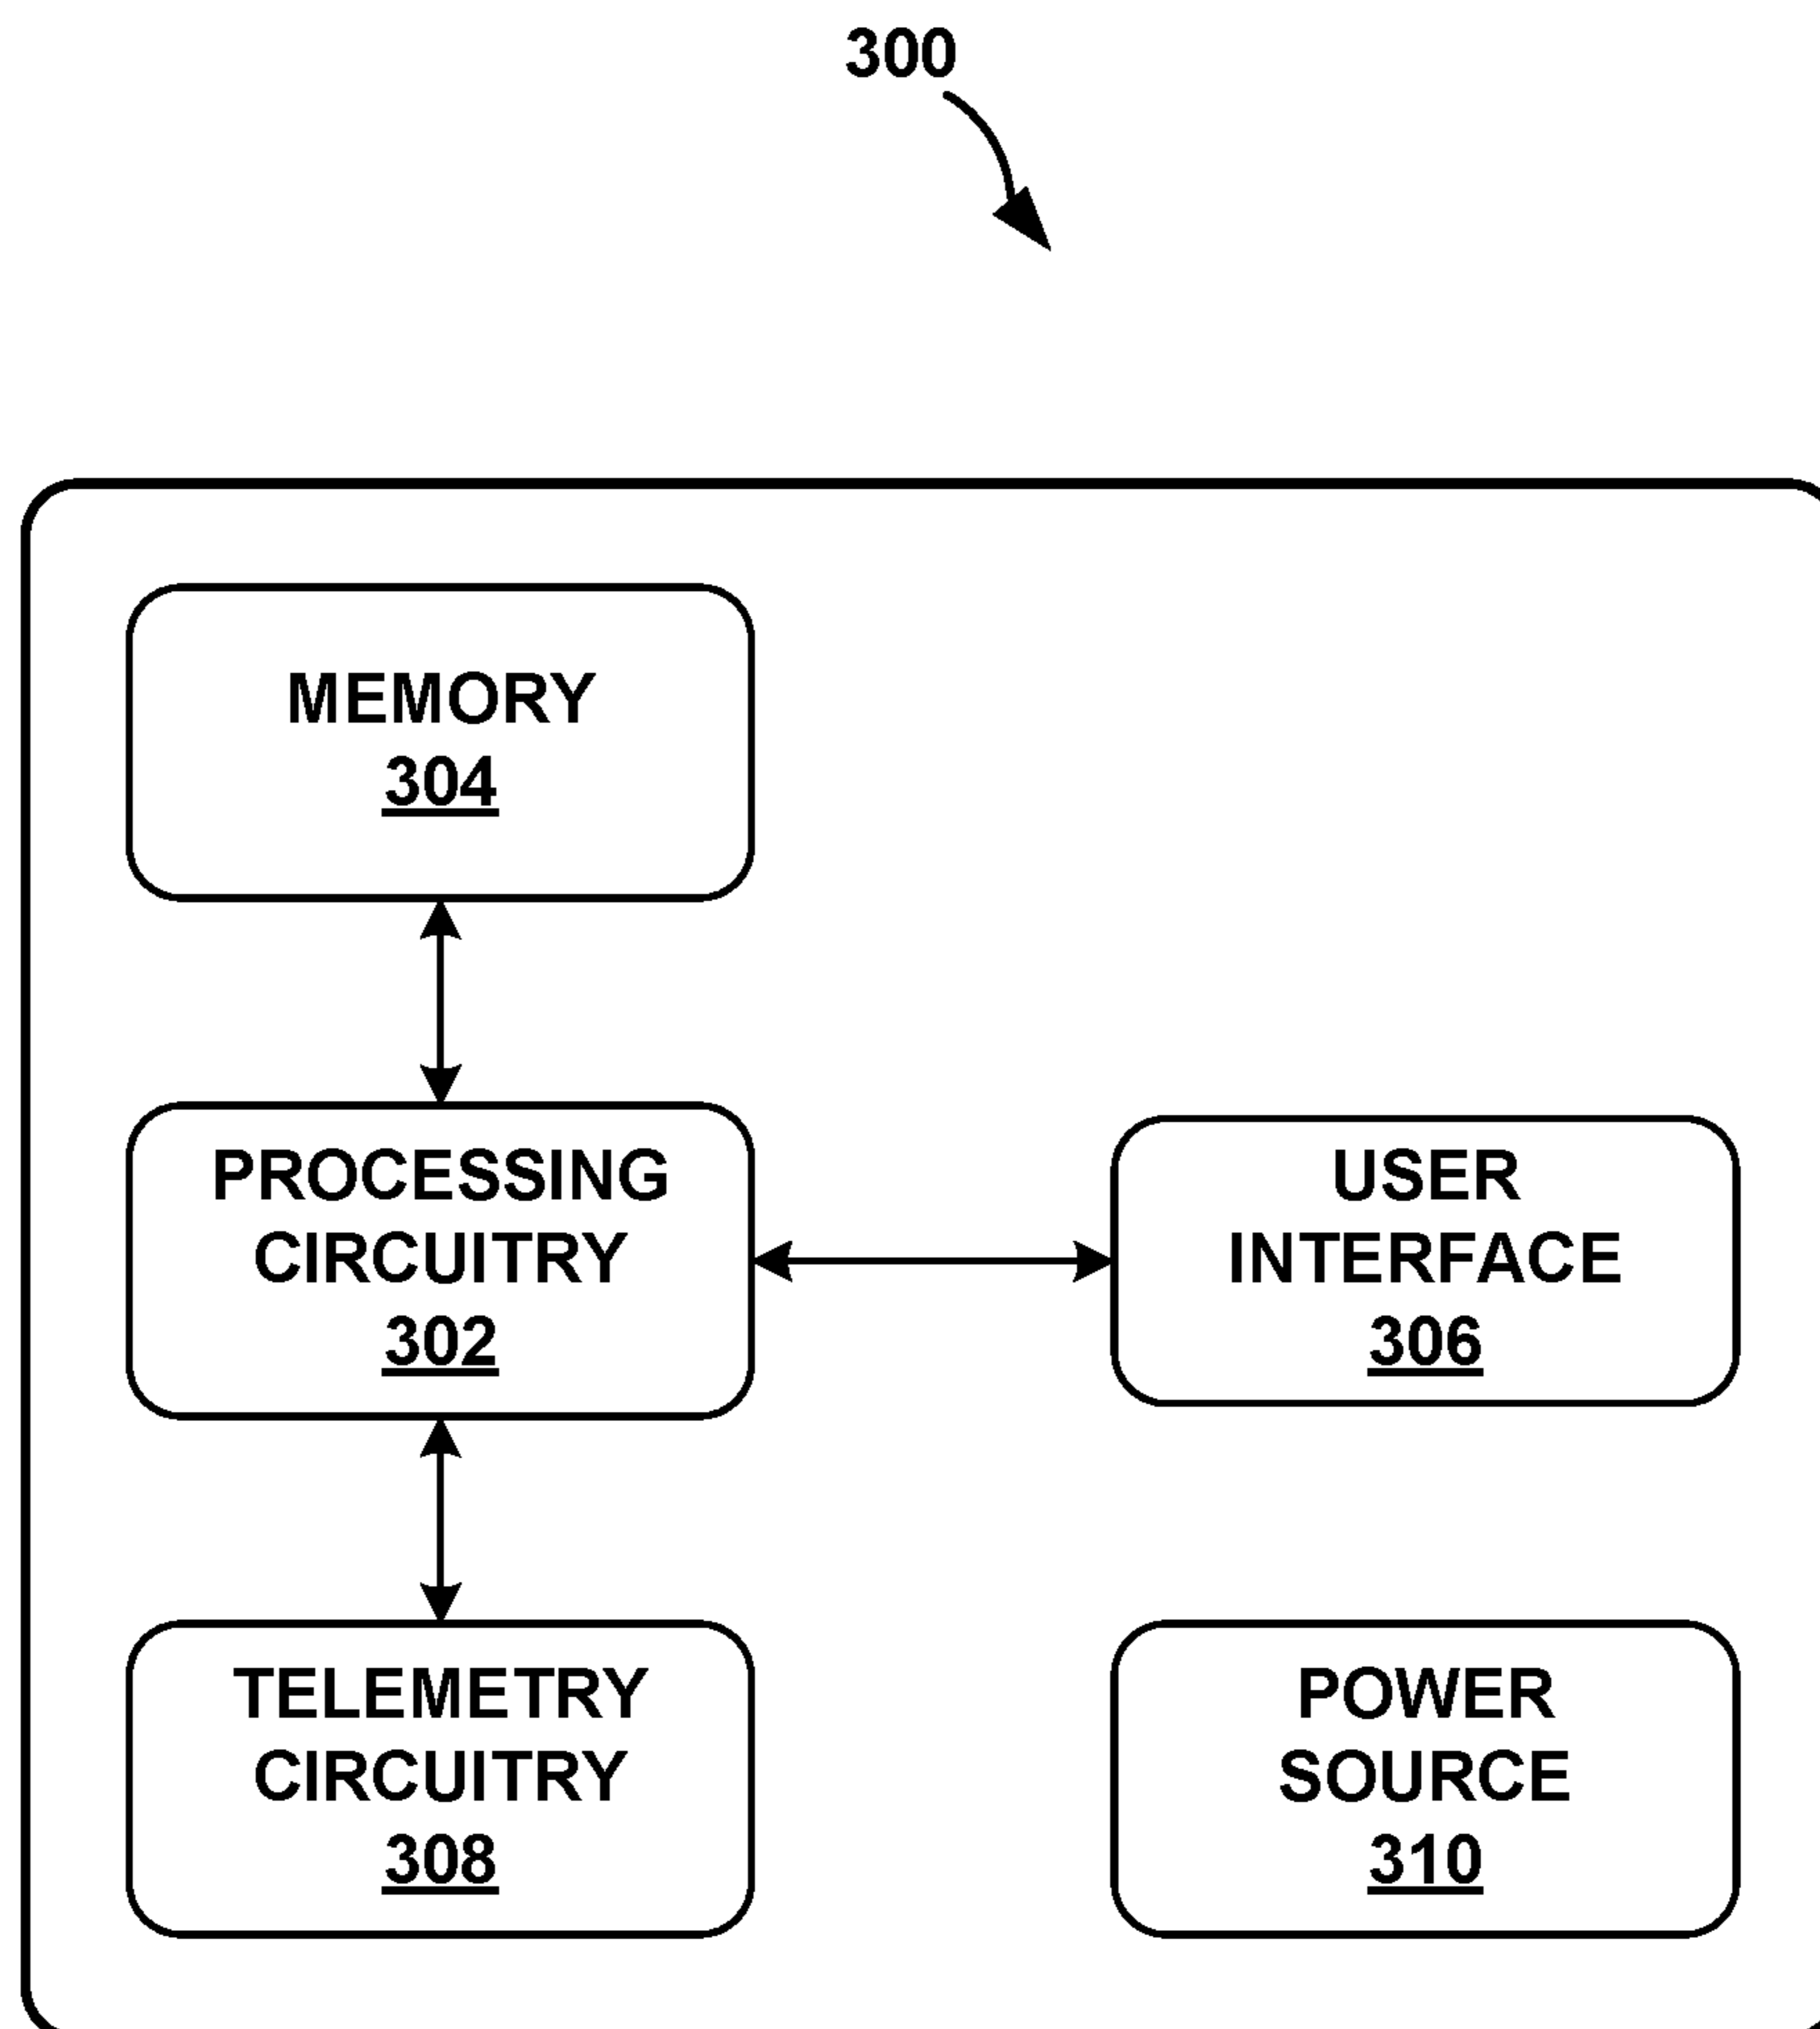 300
MEMORY
304
PROCESSING
CIRCUITRY
302
USER
INTERFACE
306
TELEMETRY
CIRCUITRY
308
POWER
SOURCE
310